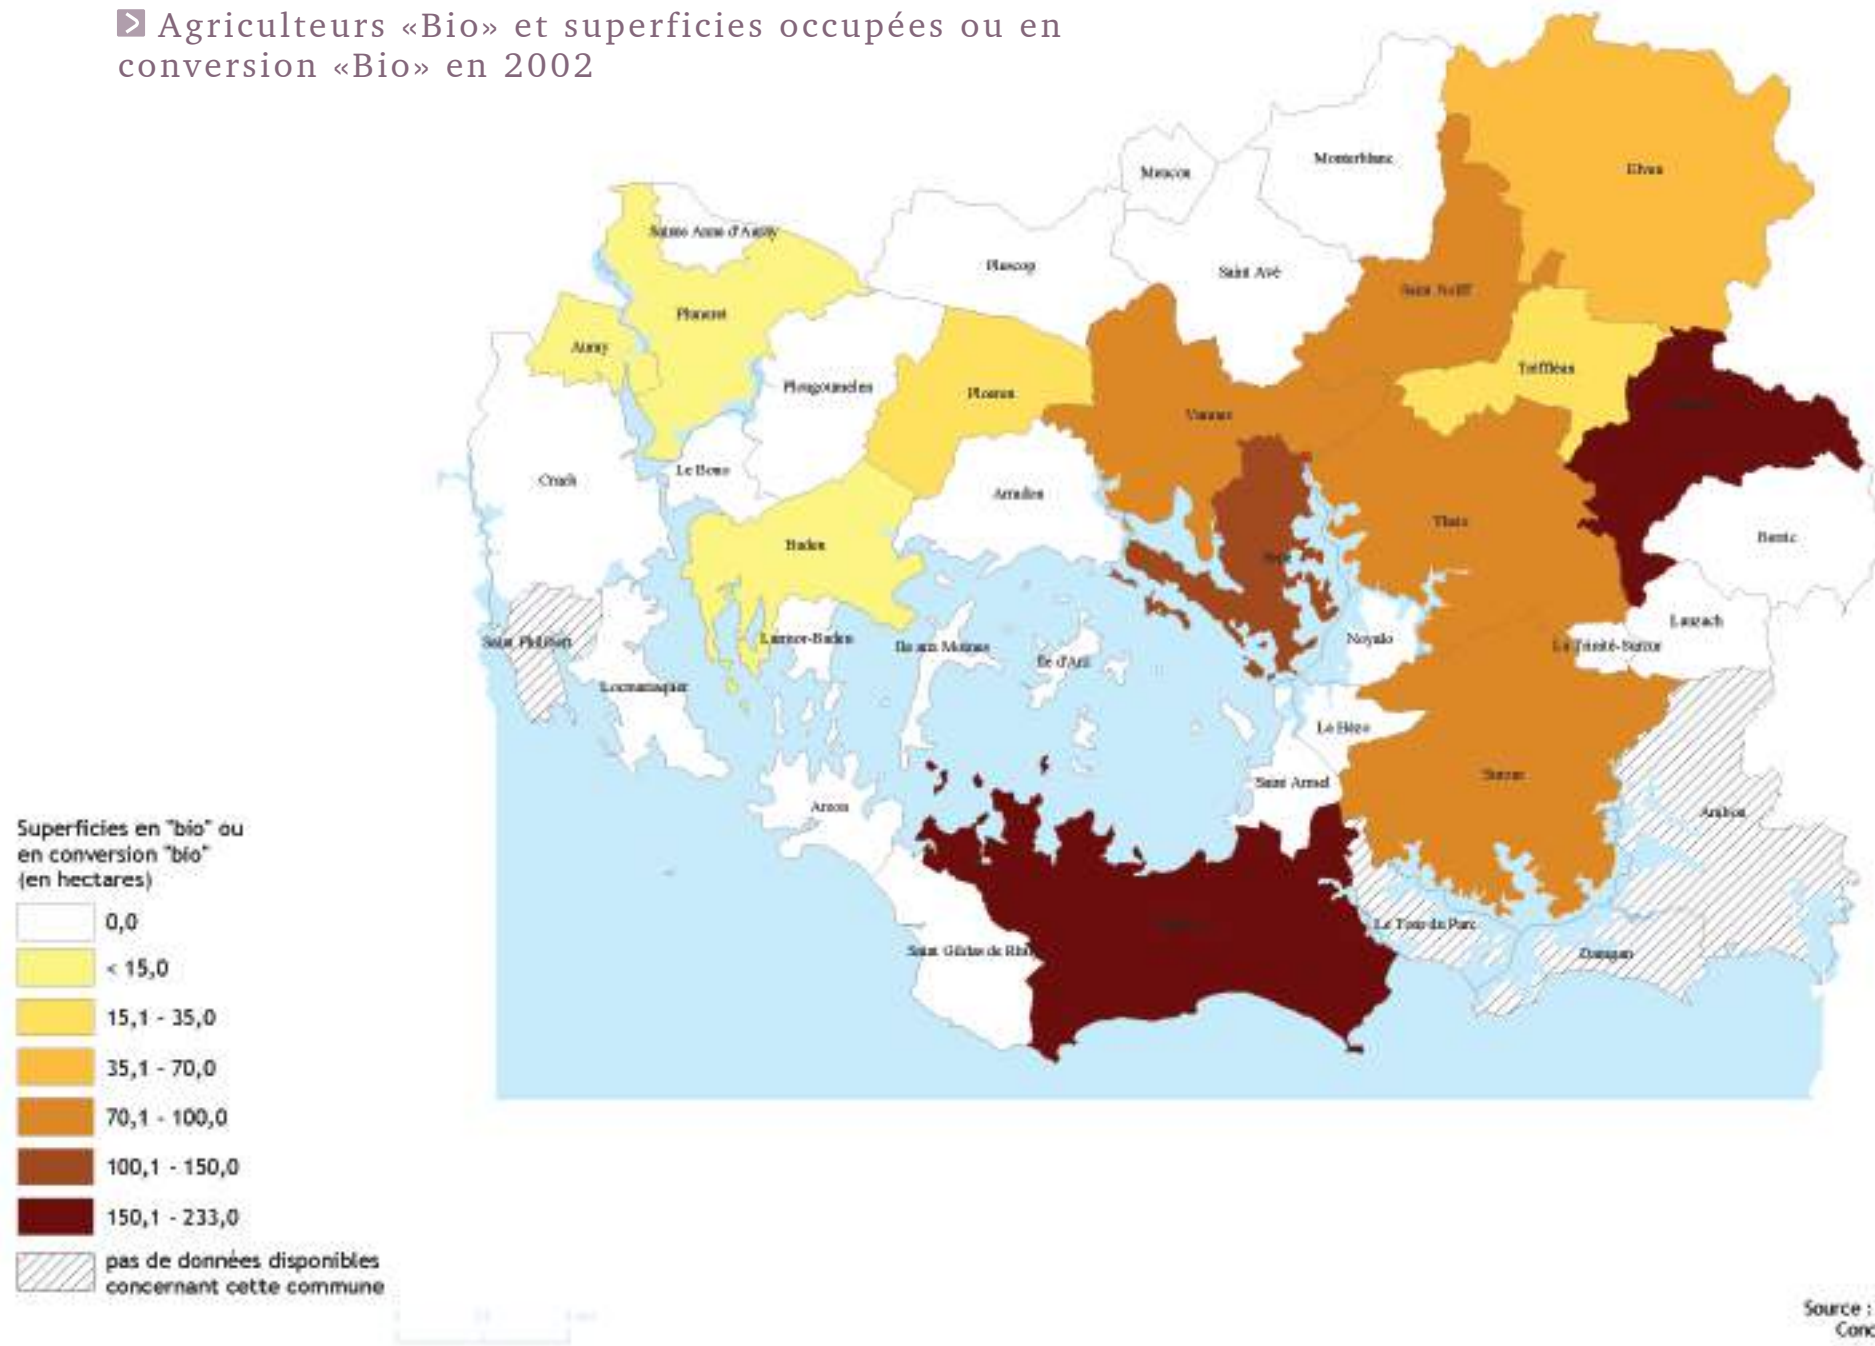 Agriculteurs «Bio» et superficies occupées ou en
conversion «Bio» en 2002
Meucon
Monterblanc
Elven
Sainte Anne d'Auray
Plescop
Saint Avé
Saint Nolff
Pluneret
Auray
Plougoumelen
Ploeren
Vannes
Treffléan
Crach
Le Bono
Arradon
Theix
Berric
Baden
Séné
Saint Philibert
Larmor-Baden
Ile aux Moines
Ile d'Arz
Noyalo
Lauzach
La Trinité-Surzur
Locmariaquer
Le Hézo
Saint Armel
Surzur
Arzon
Ambon
Superficies en "bio" ou
en conversion "bio"
(en hectares)
0,0
< 15,0
15,1 - 35,0
35,1 - 70,0
70,1 - 100,0
100,1 - 150,0
150,1 - 233,0
pas de données disponibles
concernant cette commune
Saint Gildas de Rhu
Le Tour du Parc
Damgan
Source :
Conc